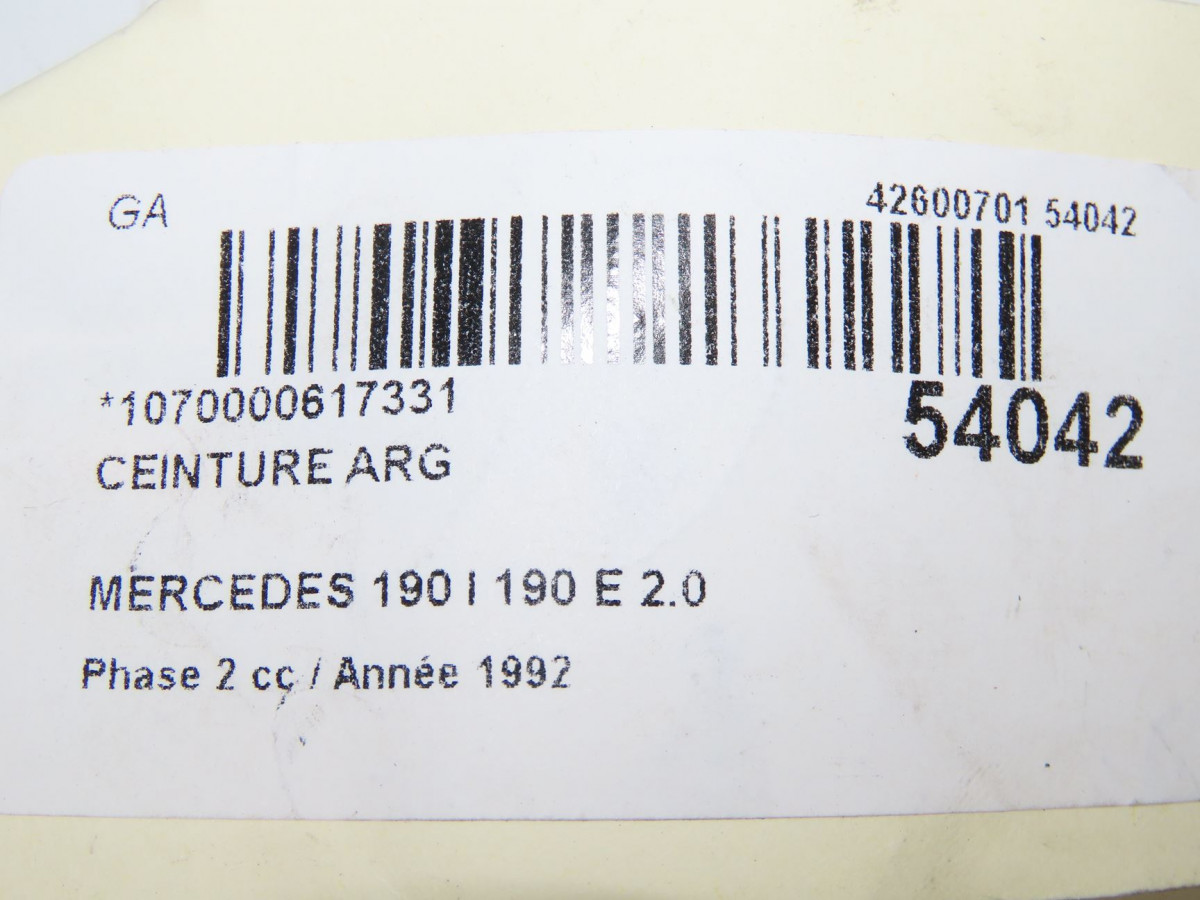 GA
42600701 54042
*1070000617331
54042
CEINTURE ARG
MERCEDES 190 I 190 E 2.0
Phase 2 cc / Année 1992